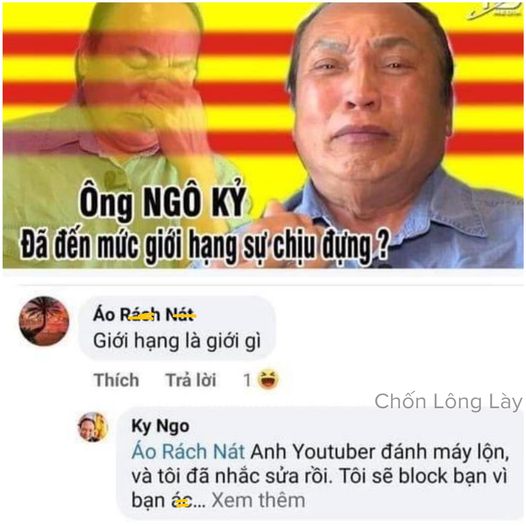 MEDIA
Ông NGÔ KỶ
Đã đến mức giới hạng sự chịu đựng ?
Áo Rách Nát
Giới hạng là giới gì
Thích Trả lời 1
Chốn Lông Lày
Ky Ngo
Áo Rách Nát Anh Youtuber đánh máy lộn,
và tôi đã nhắc sửa rồi. Tôi sẽ block bạn vì
bạn ác... Xem thêm